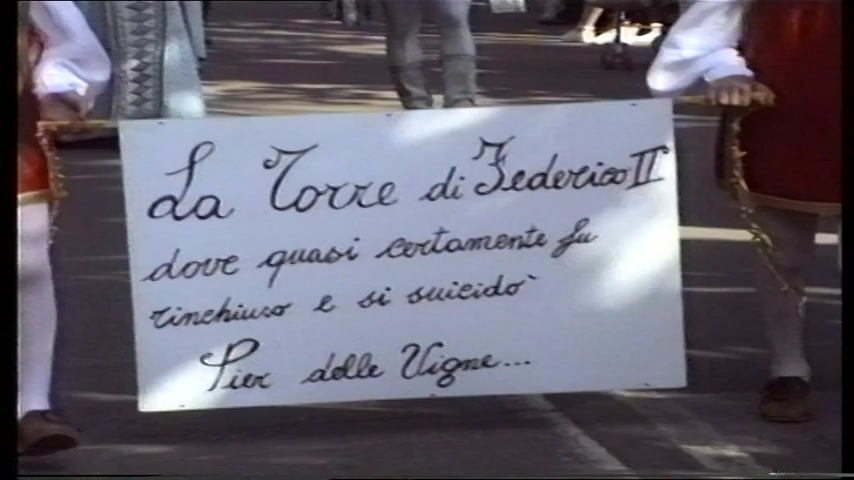 La Torre di Federico II
dove quasi certamente fu
rinchiuso e si suicidò
Pier delle Vigne...